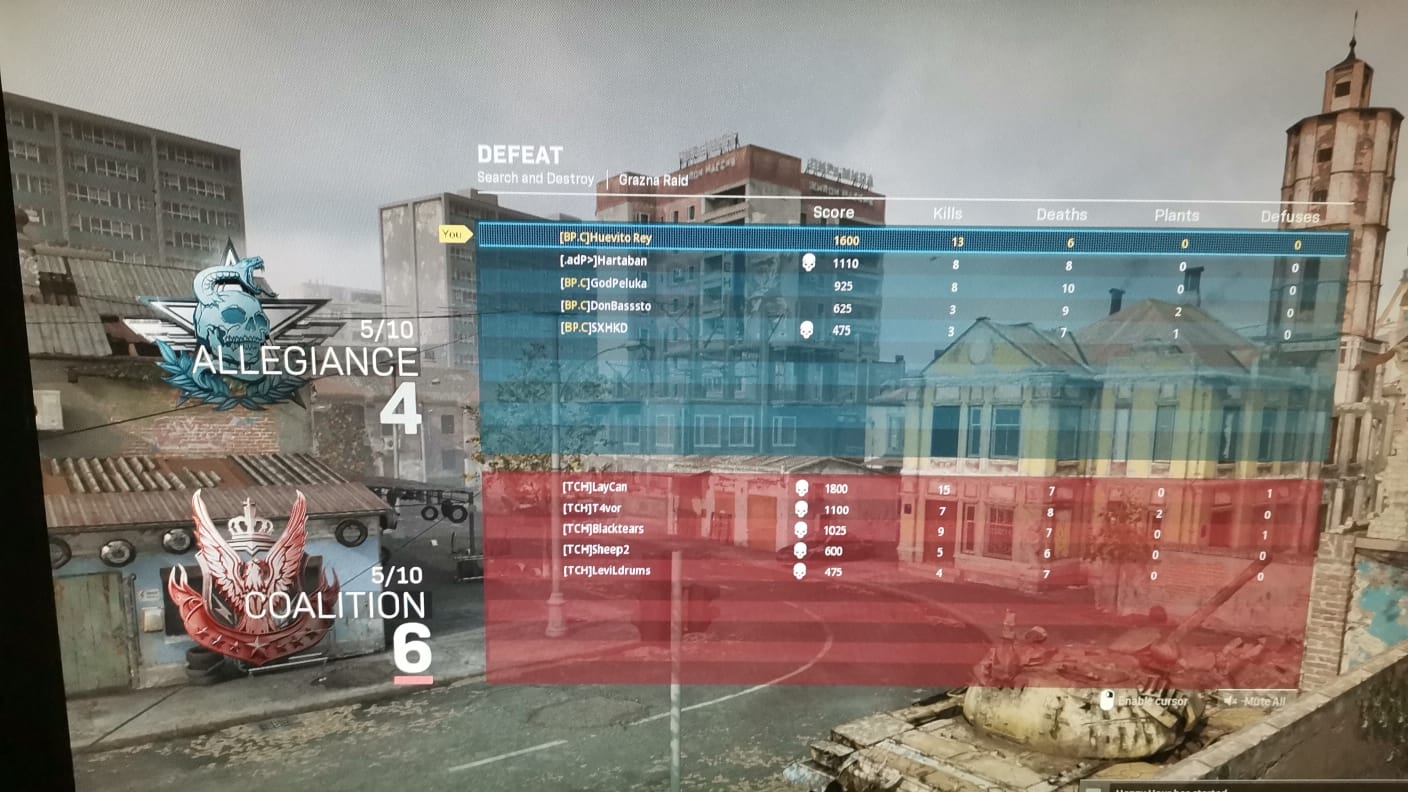 DEFEAT
Search and Destroy | Grazna Raid
Score Kills Deaths Plants Defuses
You [BP.C]Huevito Rey 1600 13 6 0 0
[.adP>]Hartaban 1110 8 8 0 0
[BP.C]GodPeluka 925 8 10 0 0
[BP.C]DonBasssto 625 3 9 2 0
[BP.C]SXHKD 475 3 7 1 0
5/10
ALLEGIANCE
4
[TCH]LayCan 1800 15 7 0 1
[TCH]T4vor 1100 7 8 2 0
[TCH]Blacktears 1025 9 7 0 1
[TCH]Sheep2 600 5 6 0 0
[TCH]LeviLdrums 475 4 7 0 0
5/10
COALITION
6
Enable cursor Mute All